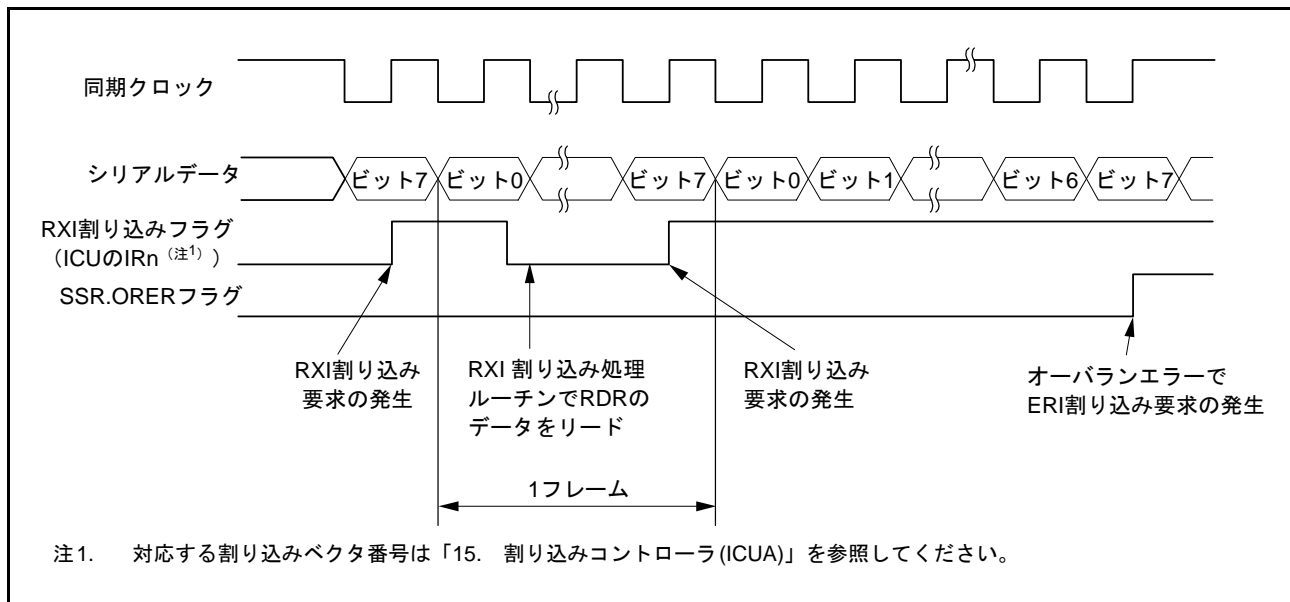 同期クロック
シリアルデータ
ビット7 ビット0 ビット7 ビット0 ビット1 ビット6 ビット7
RXI割り込みフラグ
(ICUのIRn (注1) )
SSR.ORERフラグ
RXI割り込み
要求の発生
RXI 割り込み処理
ルーチンでRDRの
データをリード
RXI割り込み
要求の発生
オーバランエラーで
ERI割り込み要求の発生
1フレーム
注1. 対応する割り込みベクタ番号は「15. 割り込みコントローラ(ICUA)」を参照してください。